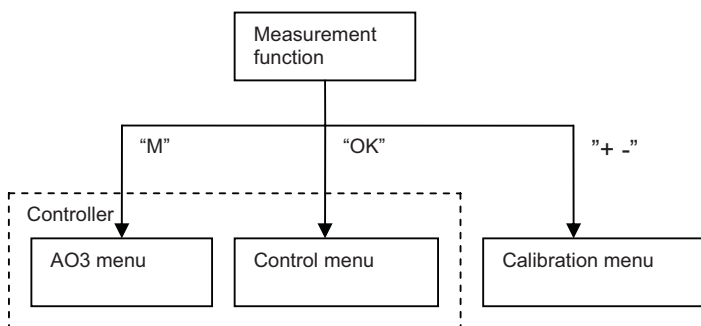 Measurement
function
“M”
“OK”
”+ -”
Controller
AO3 menu
Control menu
Calibration menu